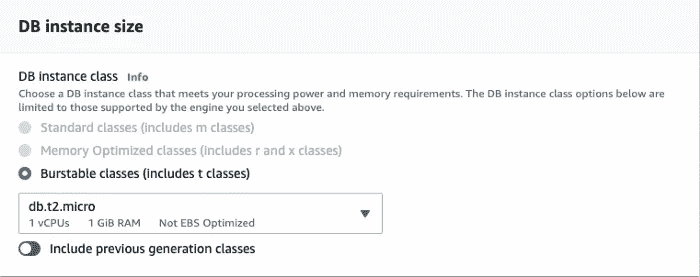 DB instance size
DB instance class Info
Choose a DB instance class that meets your processing power and memory requirements. The DB instance class options below are
limited to those supported by the engine you selected above.
Standard classes (includes m classes)
Memory Optimized classes (includes r and x classes)
Burstable classes (includes t classes)
db.t2.micro
1 vCPUs 1 GiB RAM Not EBS Optimized
Include previous generation classes